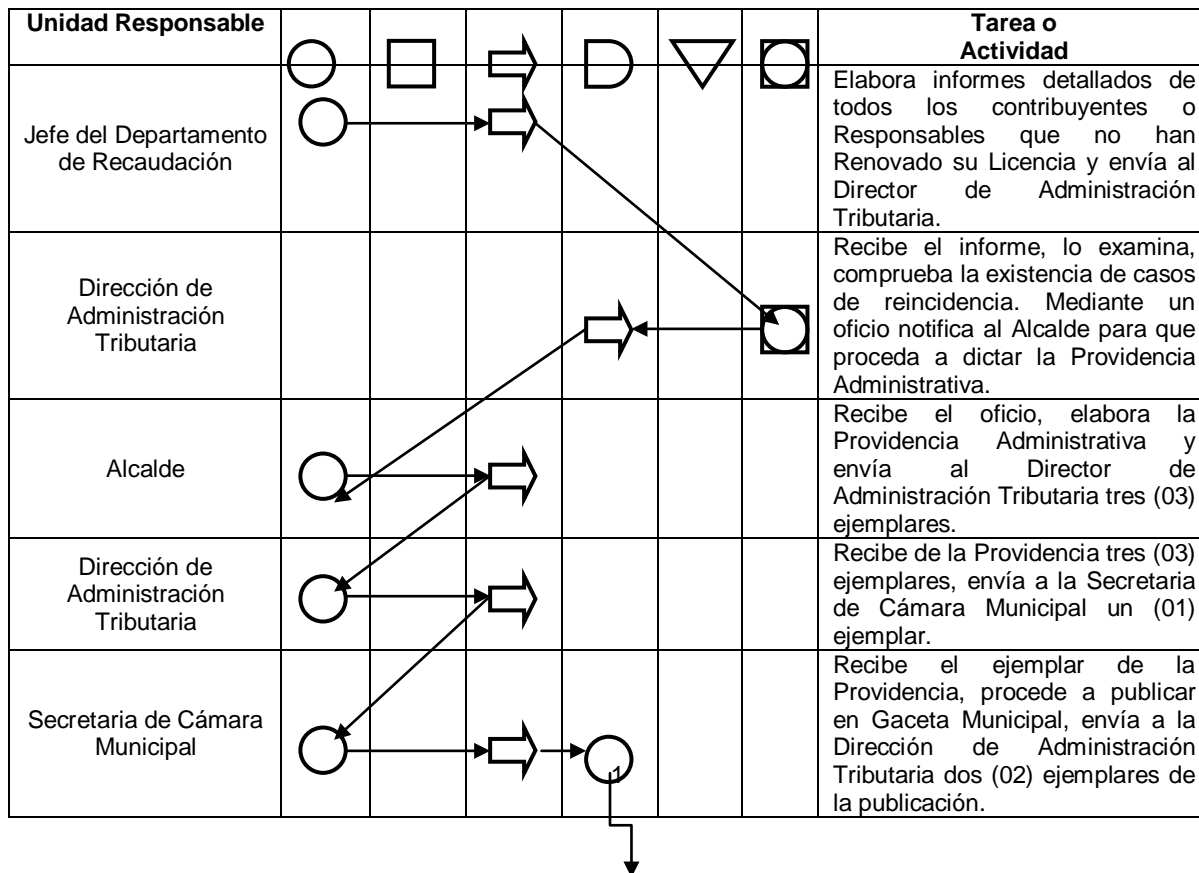 Unidad Responsable
Tarea o
Actividad
Jefe del Departamento
de Recaudación
Elabora informes detallados de
todos los contribuyentes o
Responsables que no han
Renovado su Licencia y envía al
Director de Administración
Tributaria.
Dirección de
Administración
Tributaria
Recibe el informe, lo examina,
comprueba la existencia de casos
de reincidencia. Mediante un
oficio notifica al Alcalde para que
proceda a dictar la Providencia
Administrativa.
Alcalde
Recibe el oficio, elabora la
Providencia Administrativa y
envía al Director de
Administración Tributaria tres (03)
ejemplares.
Dirección de
Administración
Tributaria
Recibe de la Providencia tres (03)
ejemplares, envía a la Secretaria
de Cámara Municipal un (01)
ejemplar.
Secretaria de Cámara
Municipal
1
Recibe el ejemplar de la
Providencia, procede a publicar
en Gaceta Municipal, envía a la
Dirección de Administración
Tributaria dos (02) ejemplares de
la publicación.